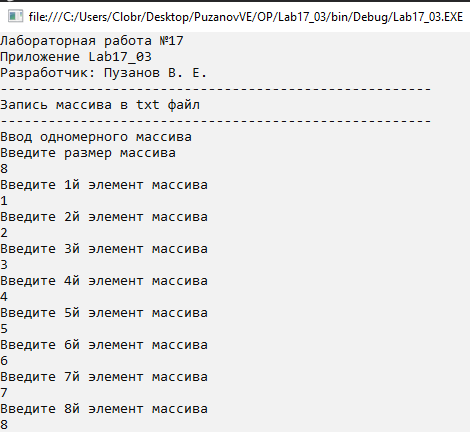 file:///C:/Users/Clobr/Desktop/PuzanovVE/OP/Lab17_03/bin/Debug/Lab17_03.EXE
Лабораторная работа №17
Приложение Lab17_03
Разработчик: Пузанов В. Е.
------------------------------------------------------
Запись массива в txt файл
------------------------------------------------------
Ввод одномерного массива
Введите размер массива
8
Введите 1й элемент массива
1
Введите 2й элемент массива
2
Введите 3й элемент массива
3
Введите 4й элемент массива
4
Введите 5й элемент массива
5
Введите 6й элемент массива
6
Введите 7й элемент массива
7
Введите 8й элемент массива
8